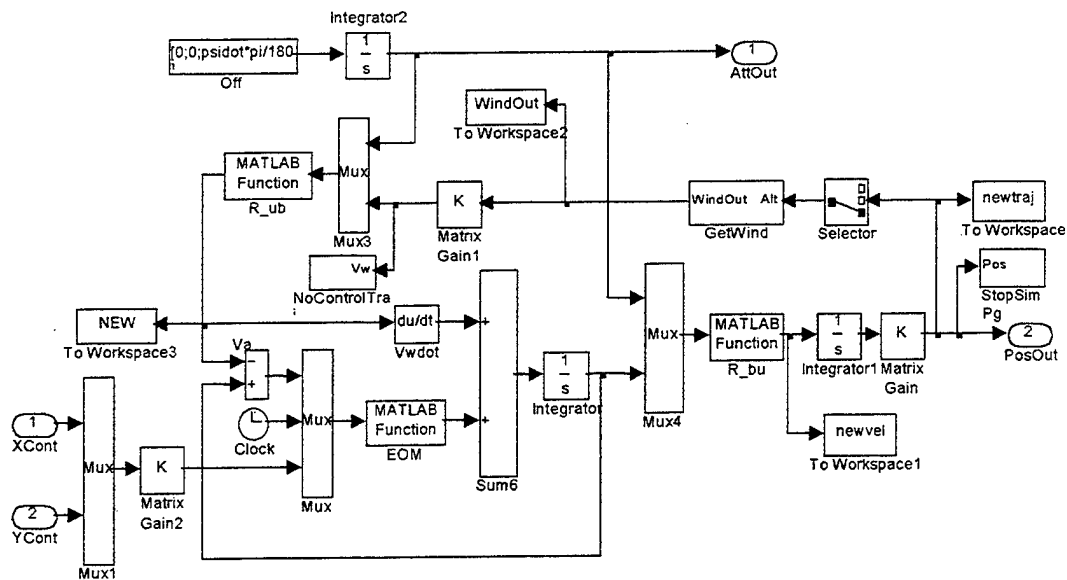 Integrator2
[0;0;psidot*pi/180
Off
1
s
1
AttOut
WindOut
To Workspace2
MATLAB
Function
R_ub
Mux
Mux3
K
Matrix
Gain1
WindOut Alt
GetWind
Selector
newtraj
To Workspace
Vw
NoControlTra
Pos
StopSim
Pg
NEW
To Workspace3
du/dt
Vwdot
+
+
Sum6
1
s
Integrator
Mux
Mux4
MATLAB
Function
R_bu
1
s
Integrator1
K
Matrix
Gain
2
PosOut
Va
−
+
Clock
Mux
Mux
MATLAB
Function
EOM
newvel
To Workspace1
1
XCont
2
YCont
Mux
Mux1
K
Matrix
Gain2